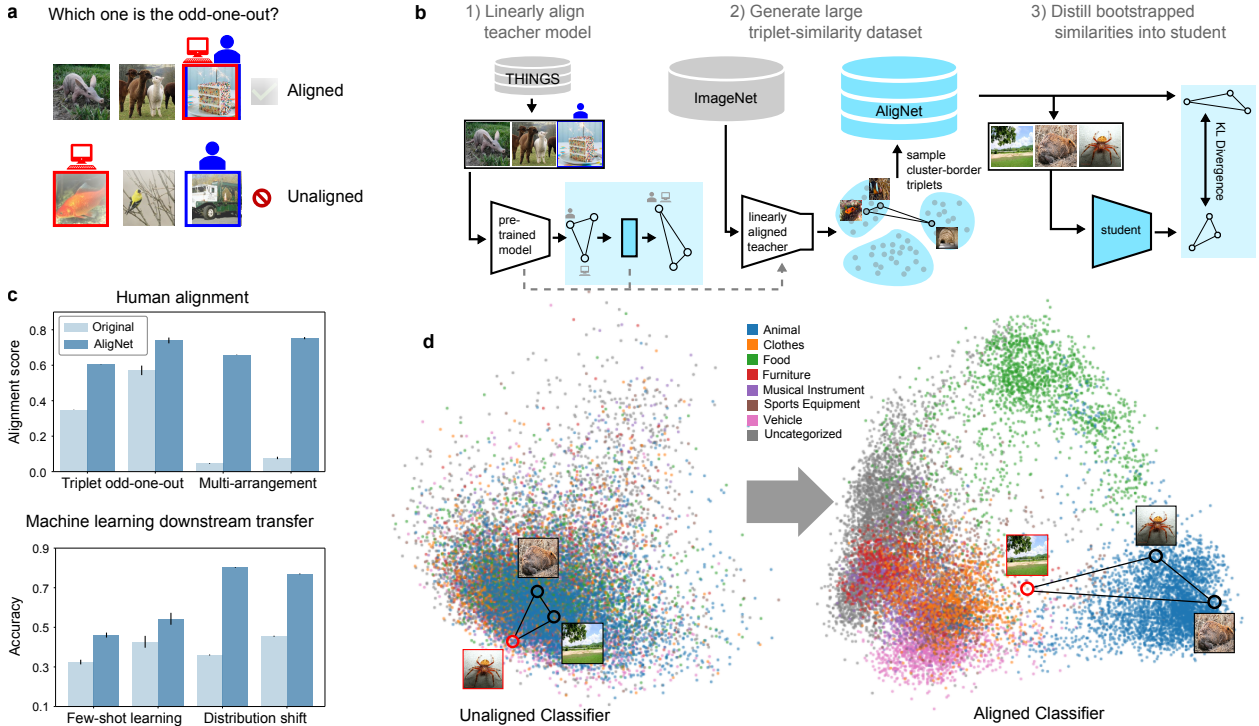 a
Which one is the odd-one-out?
Aligned
Unaligned
b
1) Linearly align
teacher model
2) Generate large
triplet-similarity dataset
3) Distill bootstrapped
similarities into student
THINGS
ImageNet
AligNet
pre-
trained
model
linearly
aligned
teacher
sample
cluster-border
triplets
student
KL
Divergence
c
Human alignment
Original
AligNet
Alignment score
0.8
0.6
0.4
0.2
0.0
Triplet odd-one-out
Multi-arrangement
Machine learning downstream transfer
Accuracy
0.9
0.7
0.5
0.3
0.1
Few-shot learning
Distribution shift
d
Animal
Clothes
Food
Furniture
Musical Instrument
Sports Equipment
Vehicle
Uncategorized
Unaligned Classifier
Aligned Classifier